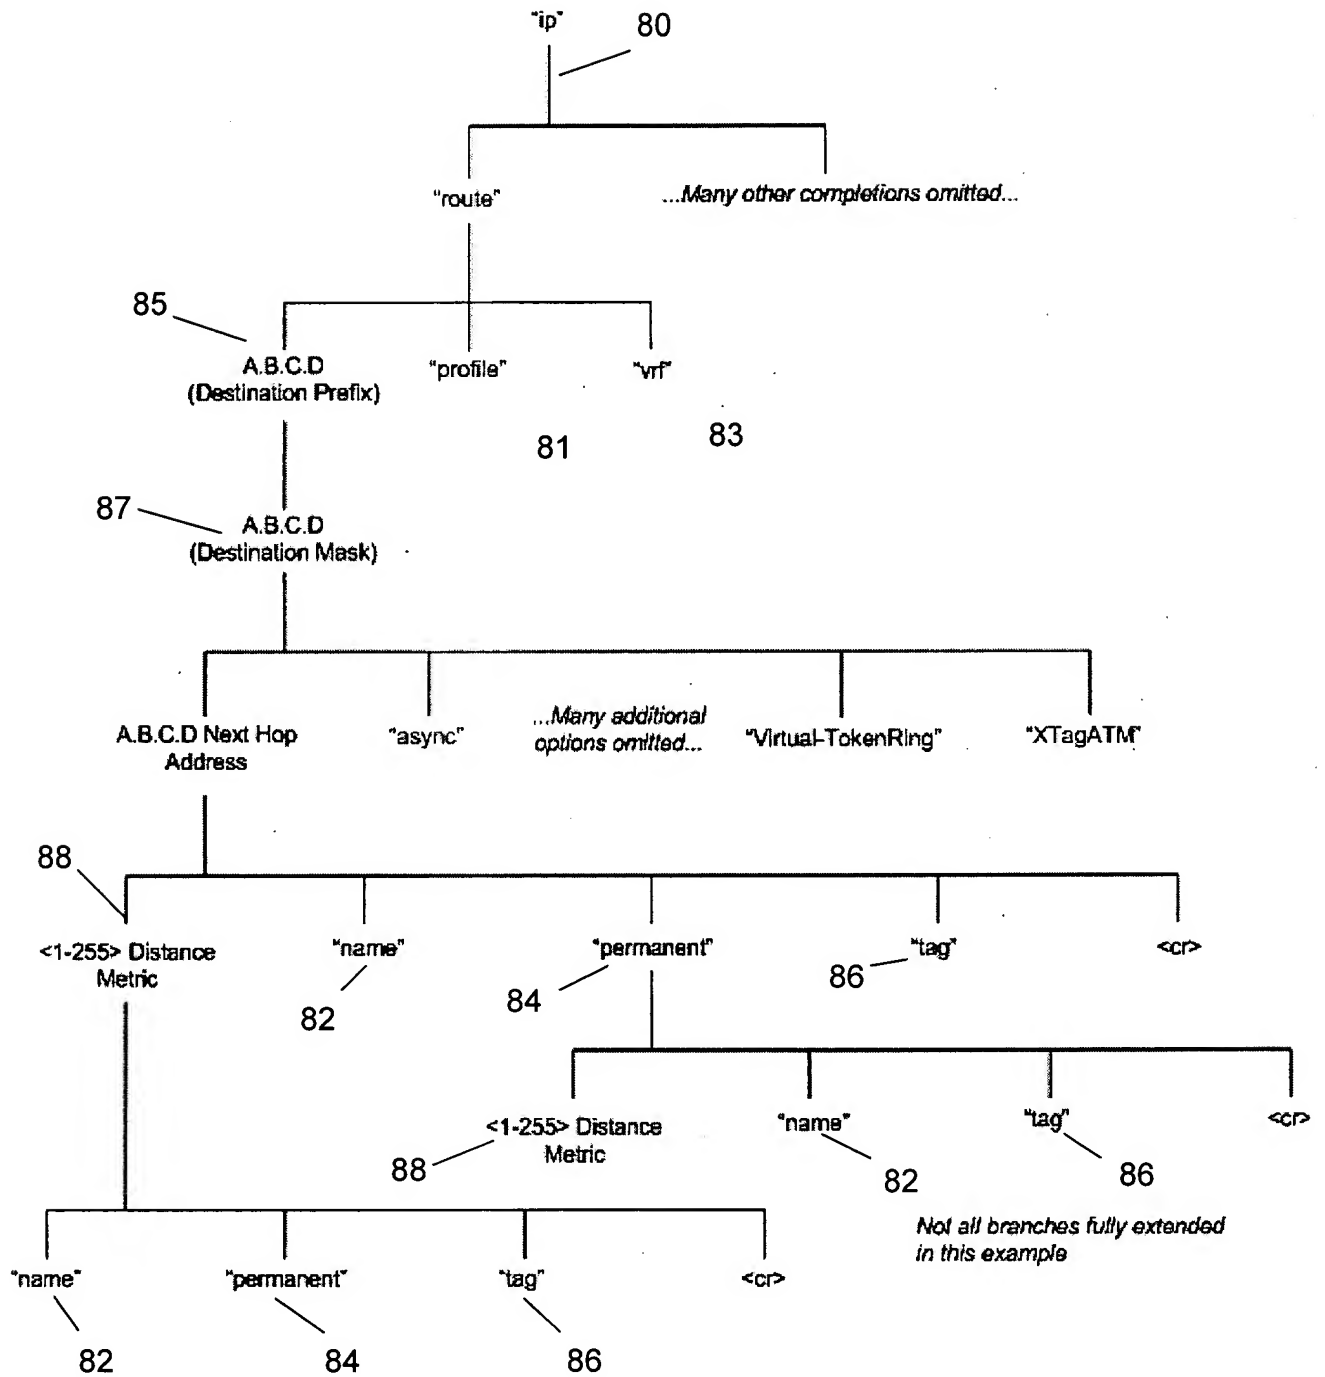 "ip"
80
"route"
...Many other completions omitted...
85
A.B.C.D
(Destination Prefix)
"profile"
"vrf"
81
83
87
A.B.C.D
(Destination Mask)
A.B.C.D Next Hop
Address
"async"
...Many additional
options omitted...
"Virtual-TokenRing"
"XTagATM"
88
<1-255> Distance
Metric
"name"
82
"permanent"
84
"tag"
86
<cr>
<1-255> Distance
Metric
88
"name"
82
"tag"
86
<cr>
Not all branches fully extended
in this example
"name"
82
"permanent"
84
"tag"
86
<cr>